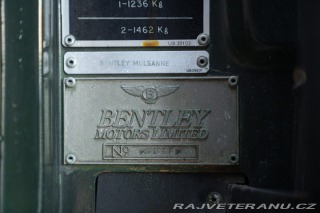 1-1236 Kg
2-1462 Kg
BENTLEY MULSANNE
B
BENTLEY
MOTORS LIMITED
No
RAJVETERANU.CZ